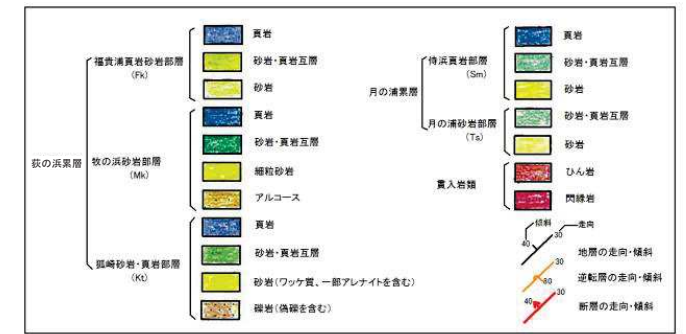 荻の浜累層
福貴浦頁岩砂岩部層
(Fk)
頁岩
砂岩・頁岩互層
砂岩
牧の浜砂岩部層
(Mk)
頁岩
砂岩・頁岩互層
細粒砂岩
アルコース
狐崎砂岩・頁岩部層
(Kt)
頁岩
砂岩・頁岩互層
砂岩(ワッケ質、一部アレナイトを含む)
礫岩(偽礫を含む)
月の浦累層
侍浜頁岩部層
(Sm)
頁岩
砂岩・頁岩互層
砂岩
月の浦砂岩部層
(Ts)
砂岩・頁岩互層
砂岩
貫入岩類
ひん岩
閃緑岩
傾斜
走向
40
30
地層の走向・傾斜
30
80
逆転層の走向・傾斜
40
30
断層の走向・傾斜